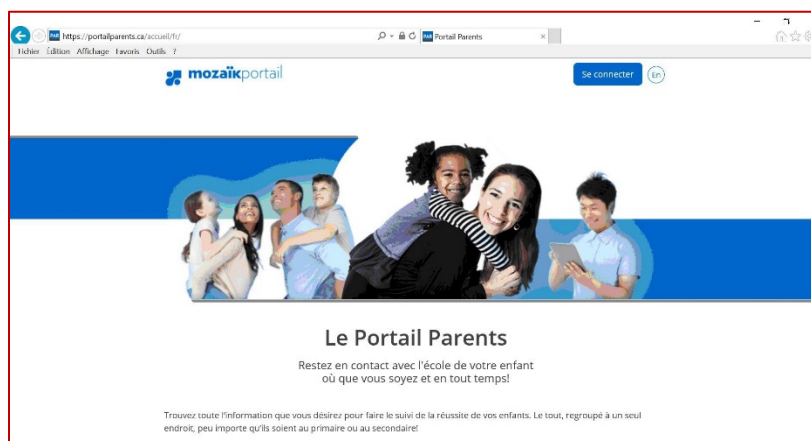 https://portailparents.ca/accueil/fr/
PAR Portail Parents
Fichier Édition Affichage Favoris Outils ?
mozaïkportail
Se connecter
En
Le Portail Parents
Restez en contact avec l'école de votre enfant
où que vous soyez et en tout temps!
Trouvez toute l'information que vous désirez pour faire le suivi de la réussite de vos enfants. Le tout, regroupé à un seul
endroit, peu importe qu'ils soient au primaire ou au secondaire!